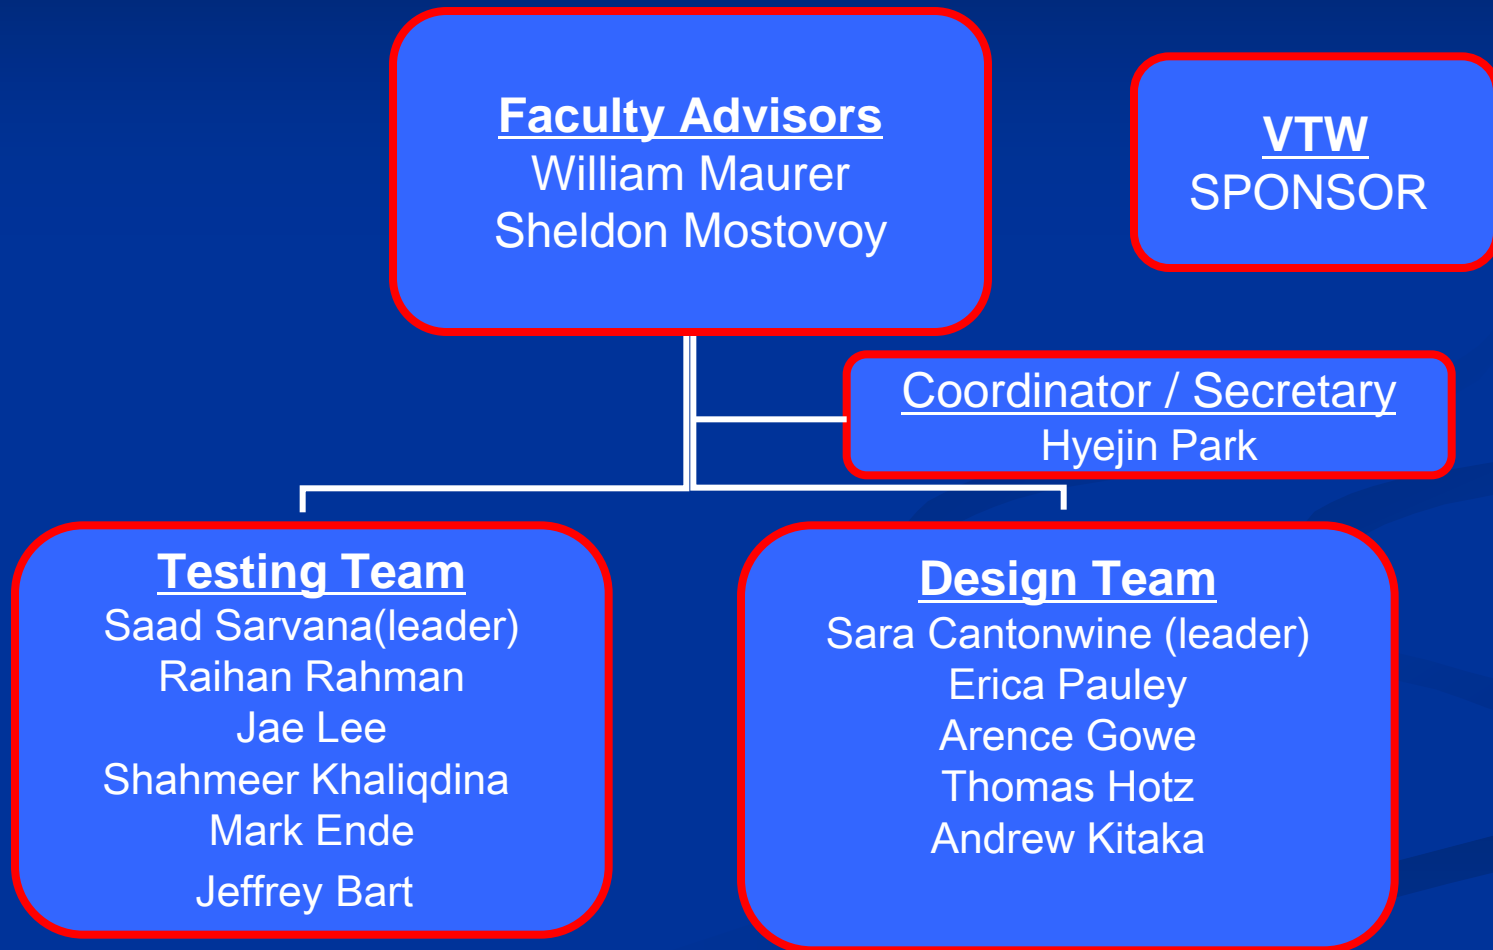 Faculty Advisors
William Maurer
Sheldon Mostovoy
VTW
SPONSOR
Coordinator / Secretary
Hyejin Park
Testing Team
Saad Sarvana(leader)
Raihan Rahman
Jae Lee
Shahmeer Khaliqdina
Mark Ende
Jeffrey Bart
Design Team
Sara Cantonwine (leader)
Erica Pauley
Arence Gowe
Thomas Hotz
Andrew Kitaka